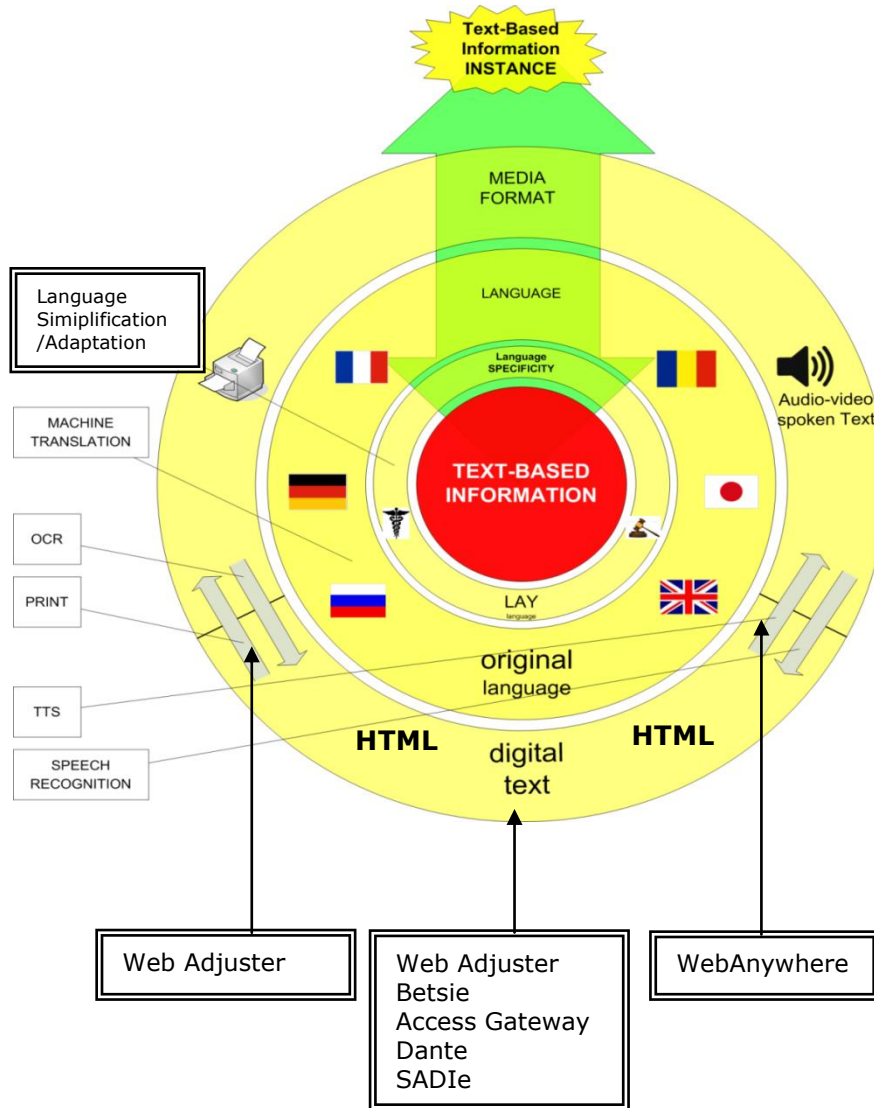 Text-Based
Information
INSTANCE
MEDIA
FORMAT
LANGUAGE
Language
SPECIFICITY
TEXT-BASED
INFORMATION
Language
Simiplification
/Adaptation
MACHINE
TRANSLATION
OCR
PRINT
TTS
SPEECH
RECOGNITION
Audio-video
spoken Text
LAY
language
original
language
HTML
HTML
digital
text
Web Adjuster
Web Adjuster
Betsie
Access Gateway
Dante
SADIe
WebAnywhere